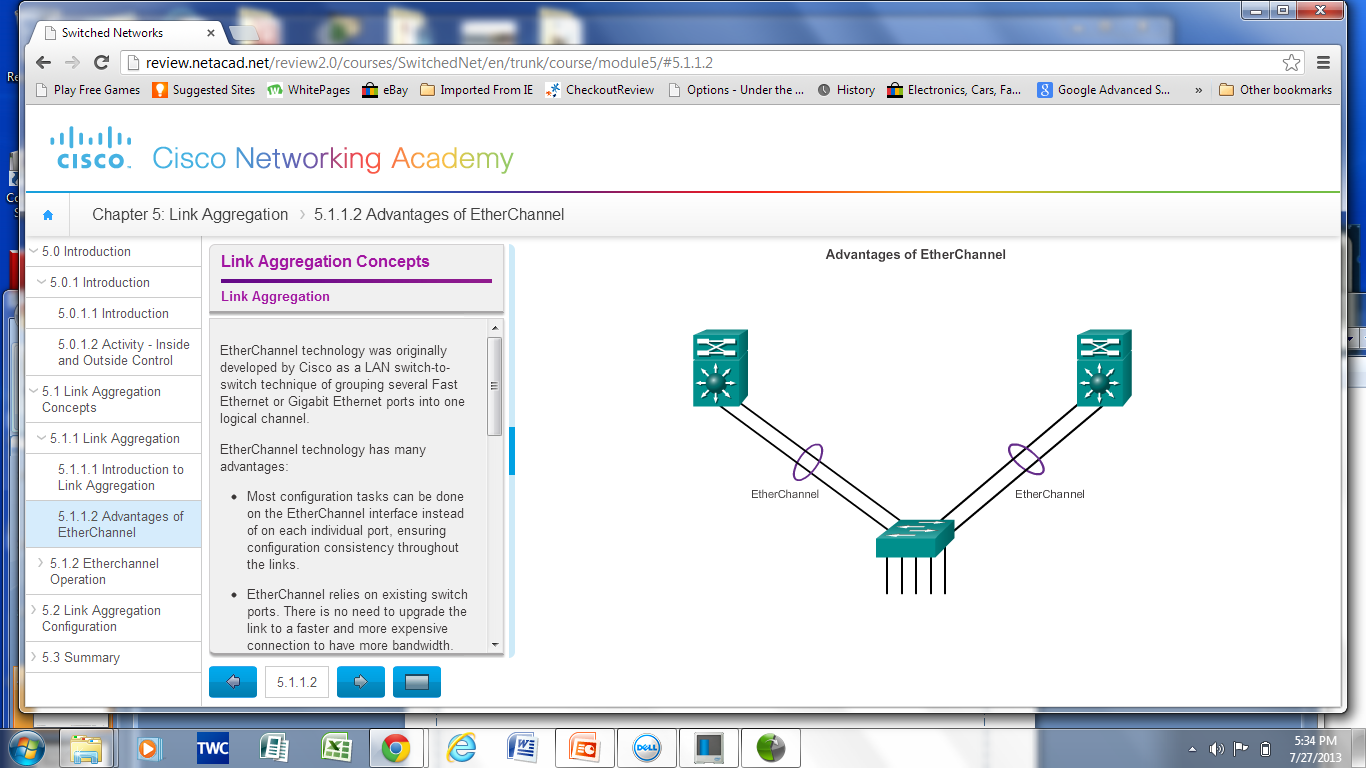 Switched Networks
review.netacad.net/review2.0/courses/SwitchedNet/en/trunk/course/module5/#5.1.1.2
Play Free Games Suggested Sites WhitePages eBay Imported From IE CheckoutReview Options - Under the ... History Electronics, Cars, Fa... Google Advanced S... » Other bookmarks
CISCO Cisco Networking Academy
Chapter 5: Link Aggregation 5.1.1.2 Advantages of EtherChannel
5.0 Introduction
5.0.1 Introduction
5.0.1.1 Introduction
5.0.1.2 Activity - Inside
and Outside Control
5.1 Link Aggregation
Concepts
5.1.1 Link Aggregation
5.1.1.1 Introduction to
Link Aggregation
5.1.1.2 Advantages of
EtherChannel
5.1.2 Etherchannel
Operation
5.2 Link Aggregation
Configuration
5.3 Summary
Link Aggregation Concepts
Link Aggregation
EtherChannel technology was originally
developed by Cisco as a LAN switch-to-
switch technique of grouping several Fast
Ethernet or Gigabit Ethernet ports into one
logical channel.
EtherChannel technology has many
advantages:
• Most configuration tasks can be done
on the EtherChannel interface instead
of on each individual port, ensuring
configuration consistency throughout
the links.
• EtherChannel relies on existing switch
ports. There is no need to upgrade the
link to a faster and more expensive
connection to have more bandwidth.
5.1.1.2
Advantages of EtherChannel
EtherChannel
EtherChannel
TWC
DELL
5:34 PM
7/27/2013